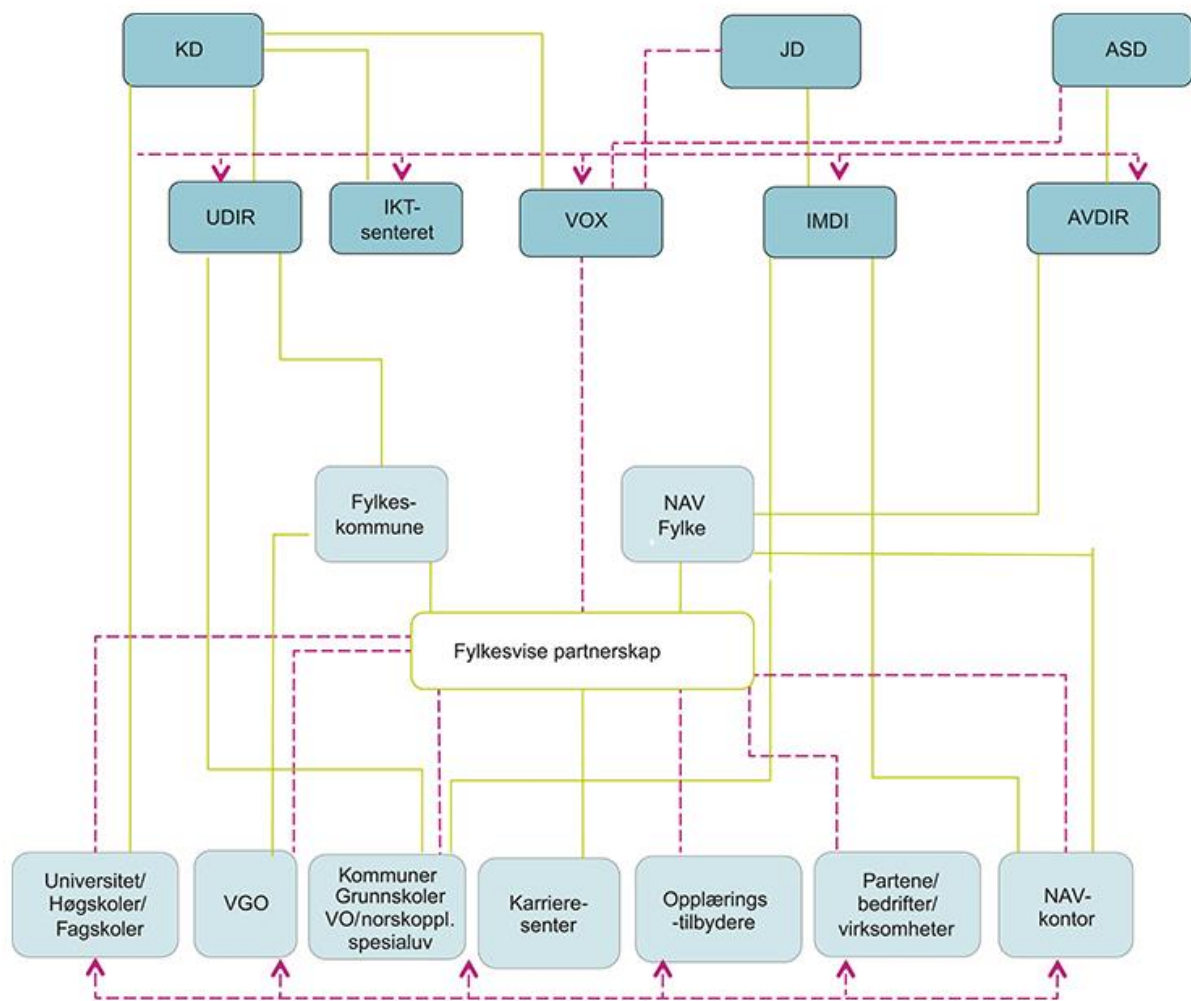 KD
JD
ASD
UDIR
IKT-
senteret
VOX
IMDI
AVDIR
Fylkes-
kommune
NAV
Fylke
Fylkesvise partnerskap
Universitet/
Høgskoler/
Fagskoler
VGO
Kommuner
Grunnskoler
VO/norskoppl.
spesialuv
Karriere-
senter
Opplærings
-tilbydere
Partene/
bedrifter/
virksomheter
NAV-
kontor